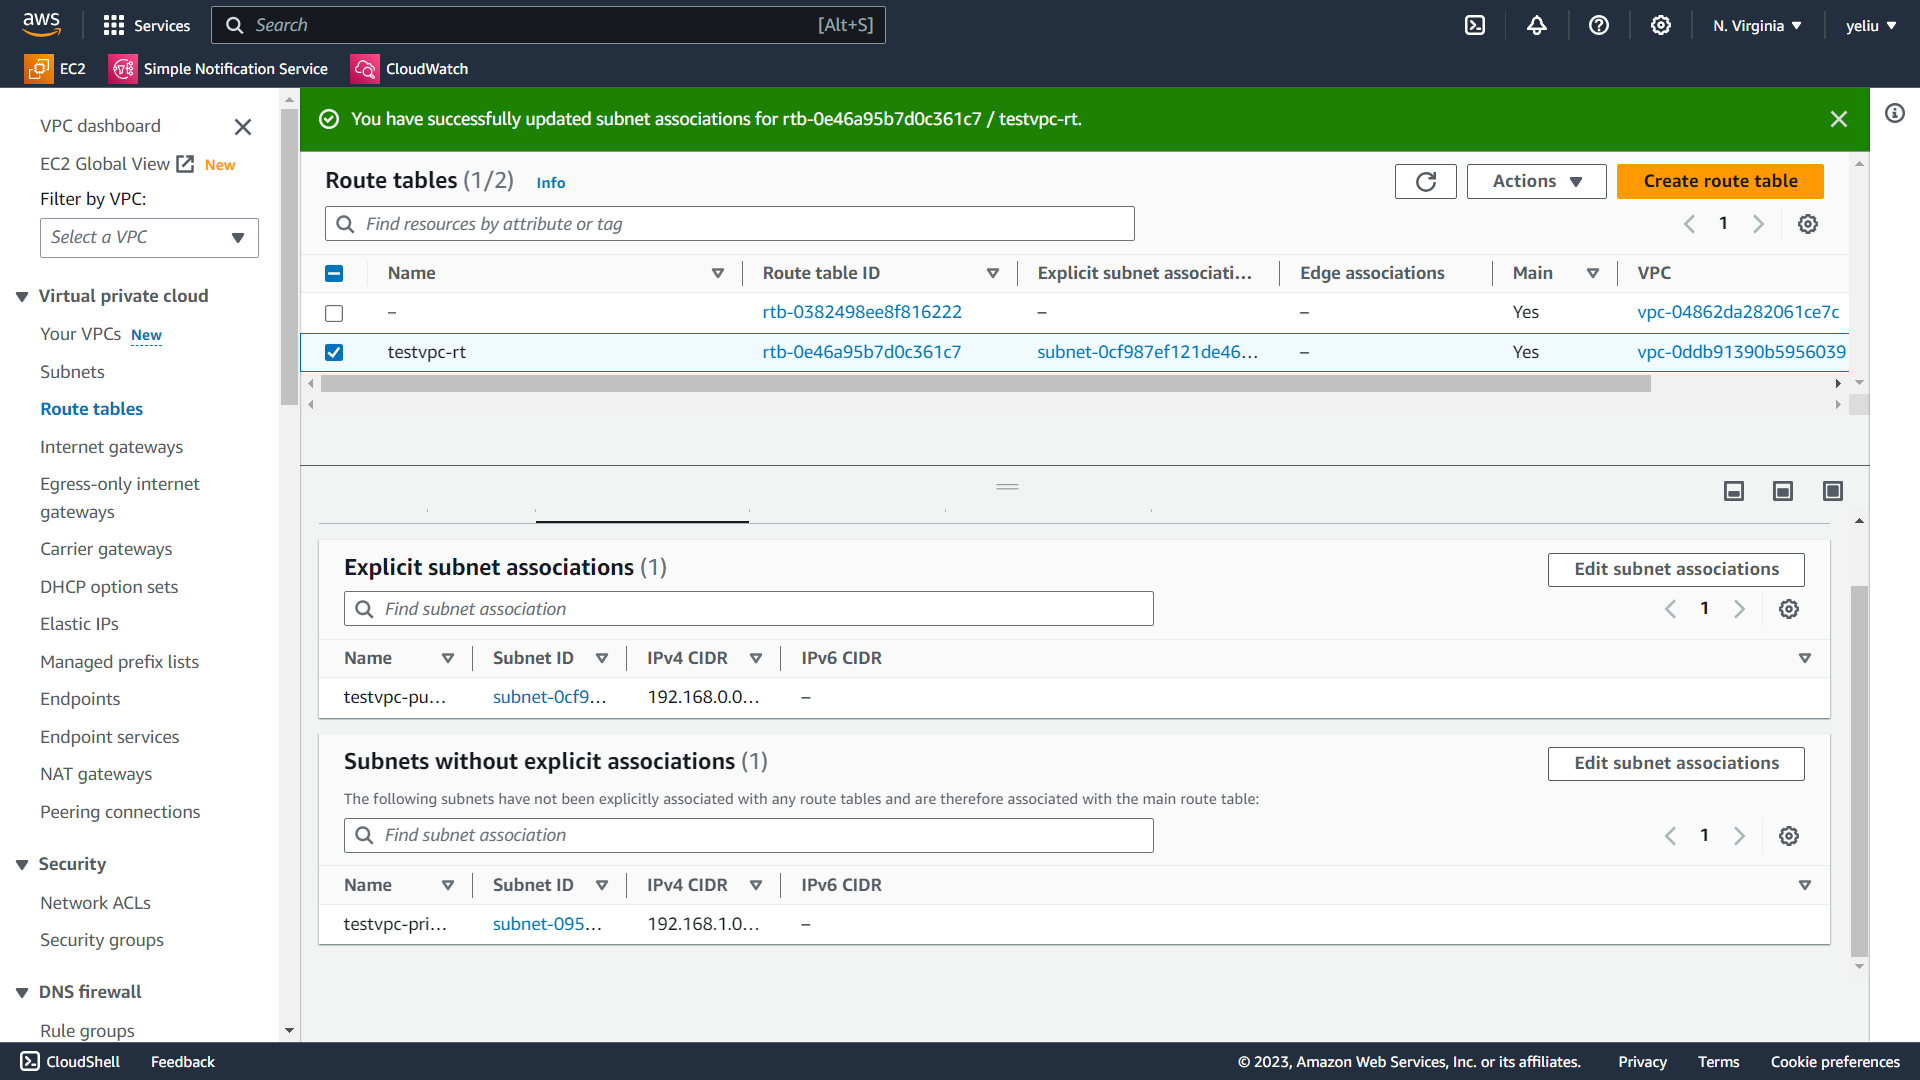 aws
Services
Search
[Alt+S]
N. Virginia
yeliu
EC2
Simple Notification Service
CloudWatch
VPC dashboard
EC2 Global View New
Filter by VPC:
Select a VPC
Virtual private cloud
Your VPCs New
Subnets
Route tables
Internet gateways
Egress-only internet
gateways
Carrier gateways
DHCP option sets
Elastic IPs
Managed prefix lists
Endpoints
Endpoint services
NAT gateways
Peering connections
Security
Network ACLs
Security groups
DNS firewall
Rule groups
You have successfully updated subnet associations for rtb-0e46a95b7d0c361c7 / testvpc-rt.
Route tables (1/2) Info
Actions
Create route table
Find resources by attribute or tag
1
Name Route table ID Explicit subnet associati... Edge associations Main VPC
– rtb-0382498ee8f816222 – – Yes vpc-04862da282061ce7c
testvpc-rt rtb-0e46a95b7d0c361c7 subnet-0cf987ef121de46... – Yes vpc-0ddb91390b5956039
Explicit subnet associations (1)
Edit subnet associations
Find subnet association
1
Name Subnet ID IPv4 CIDR IPv6 CIDR
testvpc-pu... subnet-0cf9... 192.168.0.0... –
Subnets without explicit associations (1)
Edit subnet associations
The following subnets have not been explicitly associated with any route tables and are therefore associated with the main route table:
Find subnet association
1
Name Subnet ID IPv4 CIDR IPv6 CIDR
testvpc-pri... subnet-095... 192.168.1.0... –
CloudShell
Feedback
© 2023, Amazon Web Services, Inc. or its affiliates.
Privacy
Terms
Cookie preferences